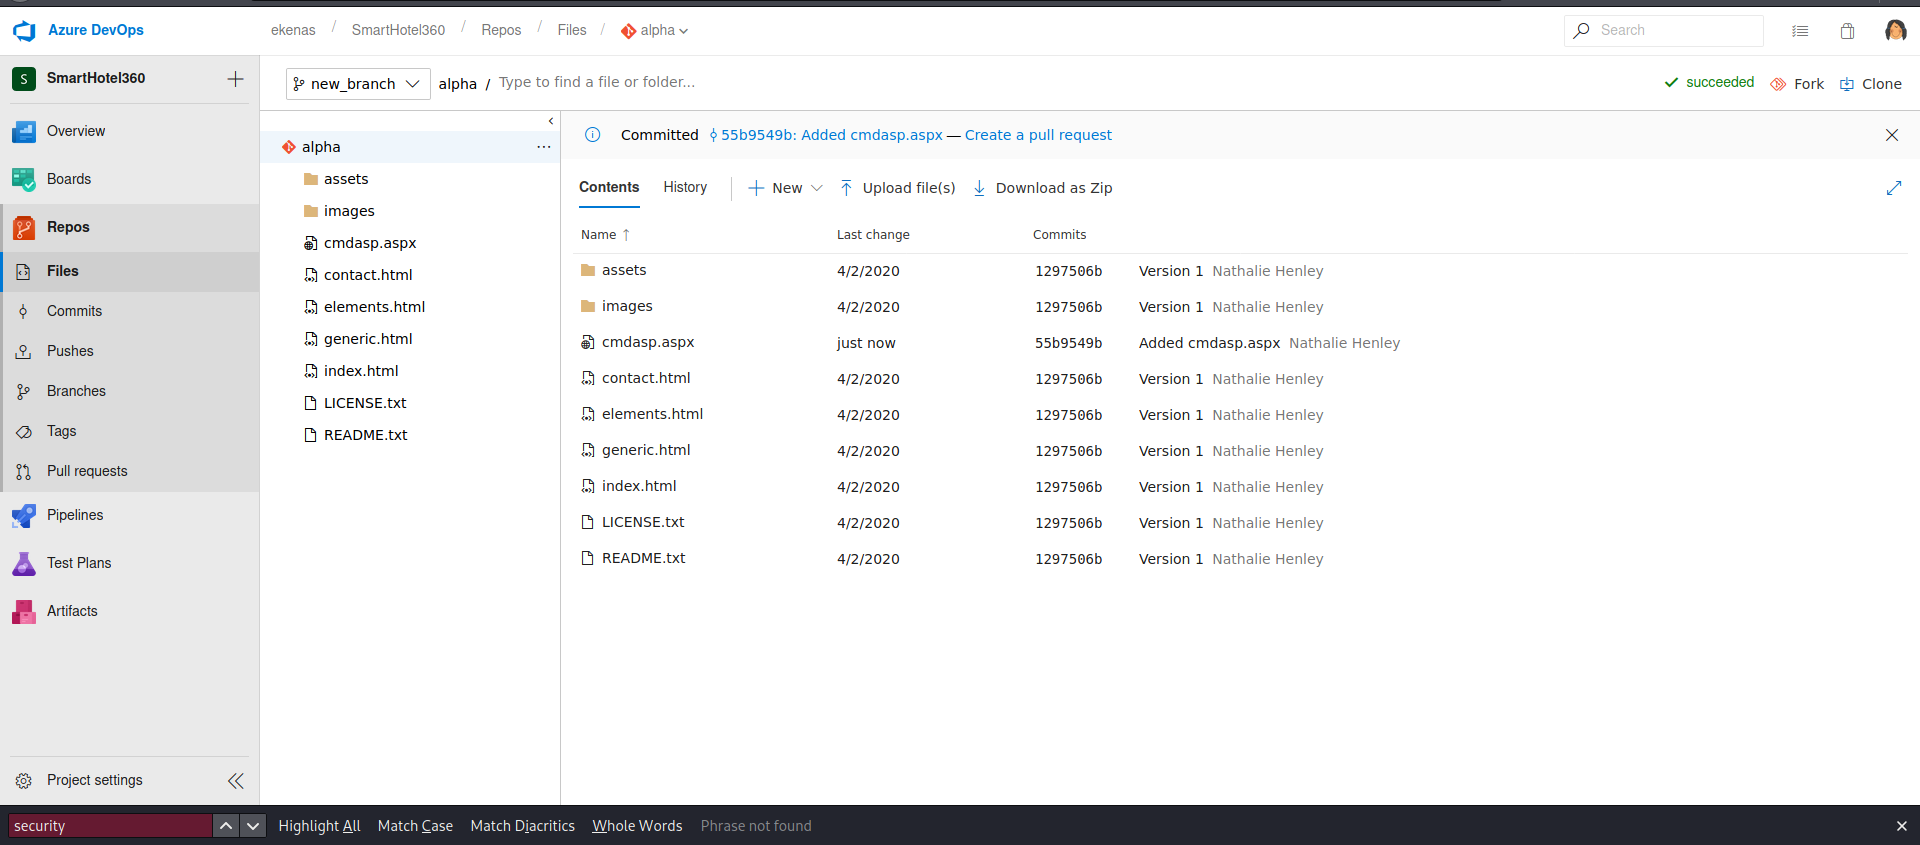 Azure DevOps
ekenas / SmartHotel360 / Repos / Files / alpha
Search
S SmartHotel360
new_branch alpha / Type to find a file or folder...
succeeded Fork Clone
Overview
Boards
Repos
Files
Commits
Pushes
Branches
Tags
Pull requests
Pipelines
Test Plans
Artifacts
Project settings
alpha
assets
images
cmdasp.aspx
contact.html
elements.html
generic.html
index.html
LICENSE.txt
README.txt
Committed 55b9549b: Added cmdasp.aspx — Create a pull request
Contents History New Upload file(s) Download as Zip
Name ↑ Last change Commits
assets 4/2/2020 1297506b Version 1 Nathalie Henley
images 4/2/2020 1297506b Version 1 Nathalie Henley
cmdasp.aspx just now 55b9549b Added cmdasp.aspx Nathalie Henley
contact.html 4/2/2020 1297506b Version 1 Nathalie Henley
elements.html 4/2/2020 1297506b Version 1 Nathalie Henley
generic.html 4/2/2020 1297506b Version 1 Nathalie Henley
index.html 4/2/2020 1297506b Version 1 Nathalie Henley
LICENSE.txt 4/2/2020 1297506b Version 1 Nathalie Henley
README.txt 4/2/2020 1297506b Version 1 Nathalie Henley
security Highlight All Match Case Match Diacritics Whole Words Phrase not found